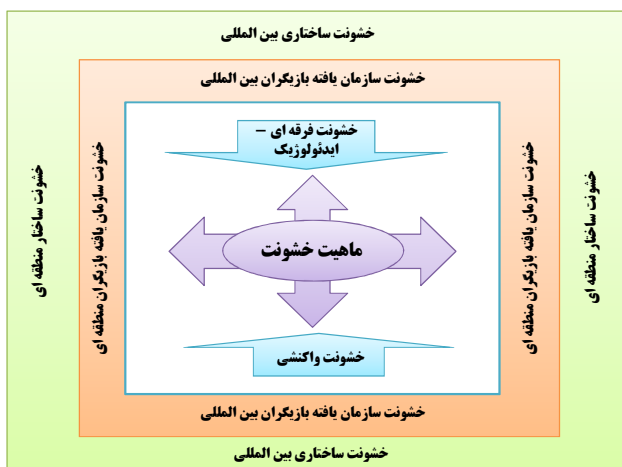 خشونت ساختاری بین المللی
خشونت سازمان یافته بازیگران بین المللی
خشونت ساختار منطقه ای
خشونت سازمان یافته بازیگران منطقه ای
خشونت فرقه ای –
ایدئولوژیک
ماهیت خشونت
خشونت واکنشی
خشونت سازمان یافته بازیگران منطقه ای
خشونت ساختار منطقه ای
خشونت سازمان یافته بازیگران بین المللی
خشونت ساختاری بین المللی